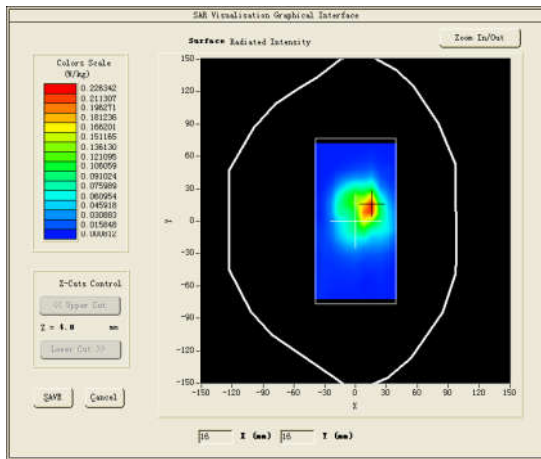 SAR Visualisation Graphical Interface
Surface Radiated Intensity
Zoom In/Out
Colors Scale
(W/kg)
0.226342
0.211307
0.196271
0.181236
0.166201
0.151165
0.136130
0.121095
0.106059
0.091024
0.075989
0.060954
0.045918
0.030883
0.015848
0.000812
Z-Cuts Control
<< Upper Cut
Z = 4.0 mm
Lower Cut >>
SAVE Cancel
150
120
90
60
30
0
-30
-60
-90
-120
-150
Y
-150 -120 -90 -60 -30 0 30 60 90 120 150
X
16 X (mm) 16 Y (mm)